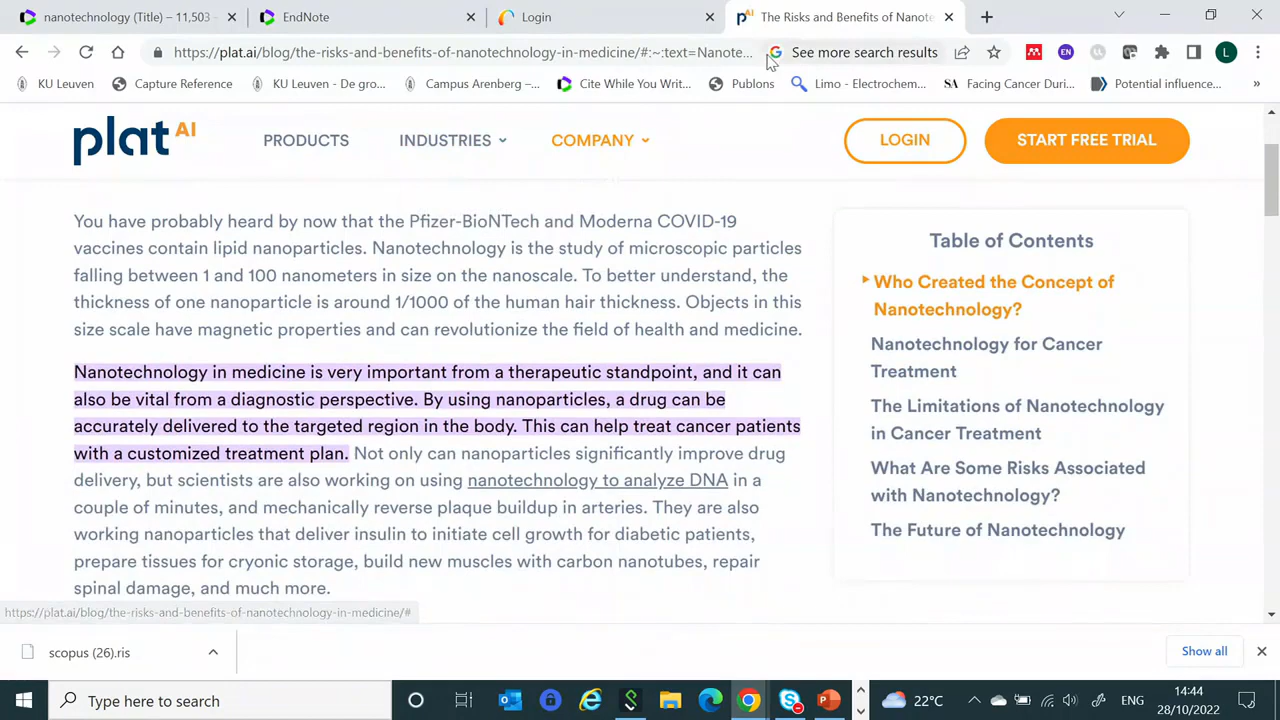 nanotechnology (Title) – 11,503
EndNote
Login
The Risks and Benefits of Nanote
https://plat.ai/blog/the-risks-and-benefits-of-nanotechnology-in-medicine/#:~:text=Nanote...
See more search results
EN
L
KU Leuven
Capture Reference
KU Leuven - De gro...
Campus Arenberg –...
Cite While You Writ...
Publons
Limo - Electrochem...
Facing Cancer Duri...
Potential influence...
plat AI
PRODUCTS
INDUSTRIES
COMPANY
LOGIN
START FREE TRIAL
You have probably heard by now that the Pfizer-BioNTech and Moderna COVID-19
vaccines contain lipid nanoparticles. Nanotechnology is the study of microscopic particles
falling between 1 and 100 nanometers in size on the nanoscale. To better understand, the
thickness of one nanoparticle is around 1/1000 of the human hair thickness. Objects in this
size scale have magnetic properties and can revolutionize the field of health and medicine.
Nanotechnology in medicine is very important from a therapeutic standpoint, and it can
also be vital from a diagnostic perspective. By using nanoparticles, a drug can be
accurately delivered to the targeted region in the body. This can help treat cancer patients
with a customized treatment plan. Not only can nanoparticles significantly improve drug
delivery, but scientists are also working on using nanotechnology to analyze DNA in a
couple of minutes, and mechanically reverse plaque buildup in arteries. They are also
working nanoparticles that deliver insulin to initiate cell growth for diabetic patients,
prepare tissues for cryonic storage, build new muscles with carbon nanotubes, repair
spinal damage, and much more.
Table of Contents
Who Created the Concept of
Nanotechnology?
Nanotechnology for Cancer
Treatment
The Limitations of Nanotechnology
in Cancer Treatment
What Are Some Risks Associated
with Nanotechnology?
The Future of Nanotechnology
https://plat.ai/blog/the-risks-and-benefits-of-nanotechnology-in-medicine/#
scopus (26).ris
Show all
Type here to search
22°C
ENG
14:44
28/10/2022